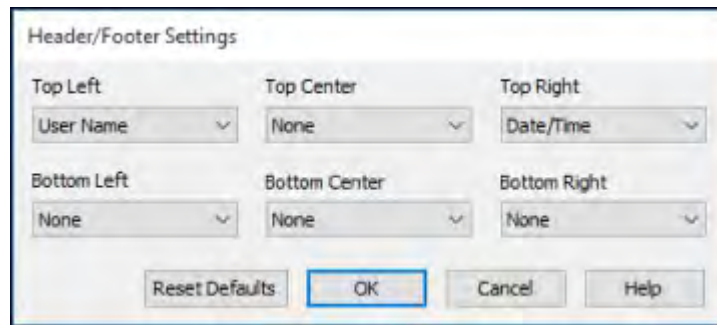 Header/Footer Settings
Top Left Top Center Top Right
User Name None Date/Time
Bottom Left Bottom Center Bottom Right
None None None
Reset Defaults OK Cancel Help